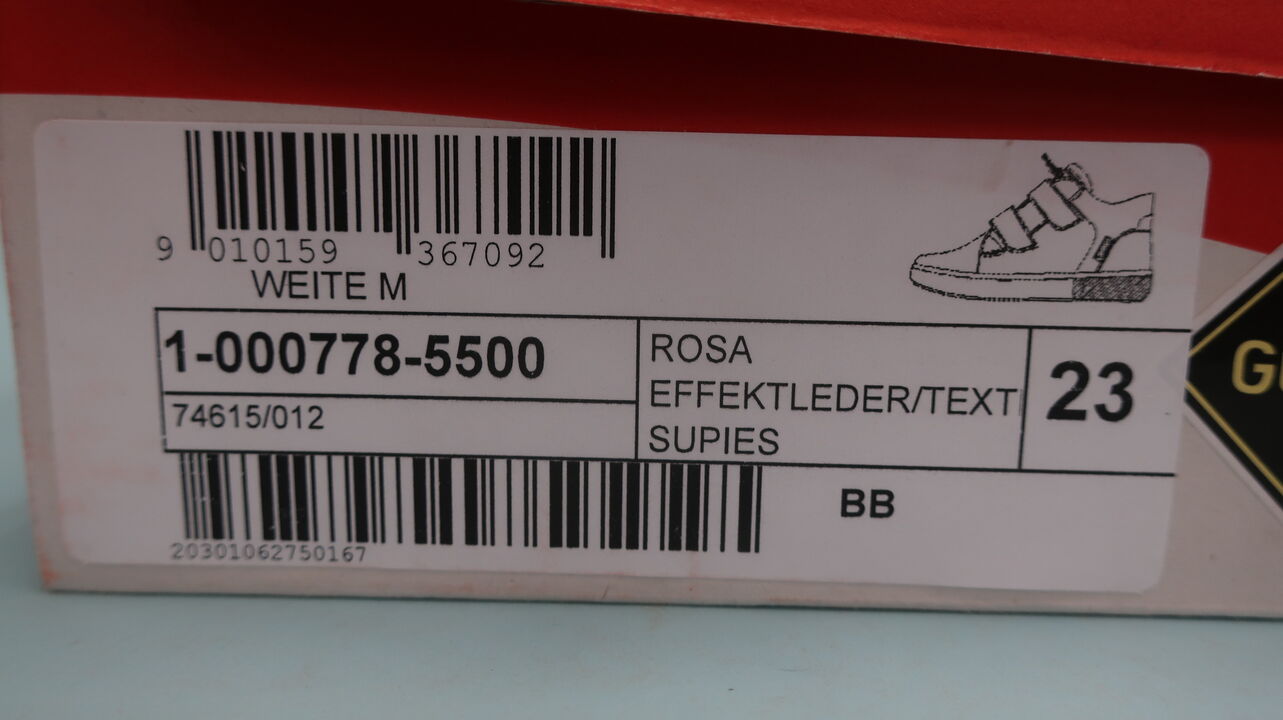 9 010159 367092
WEITE M
1-000778-5500
74615/012
ROSA
EFFEKTLEDER/TEXT
SUPIES
23
BB
20301062750167